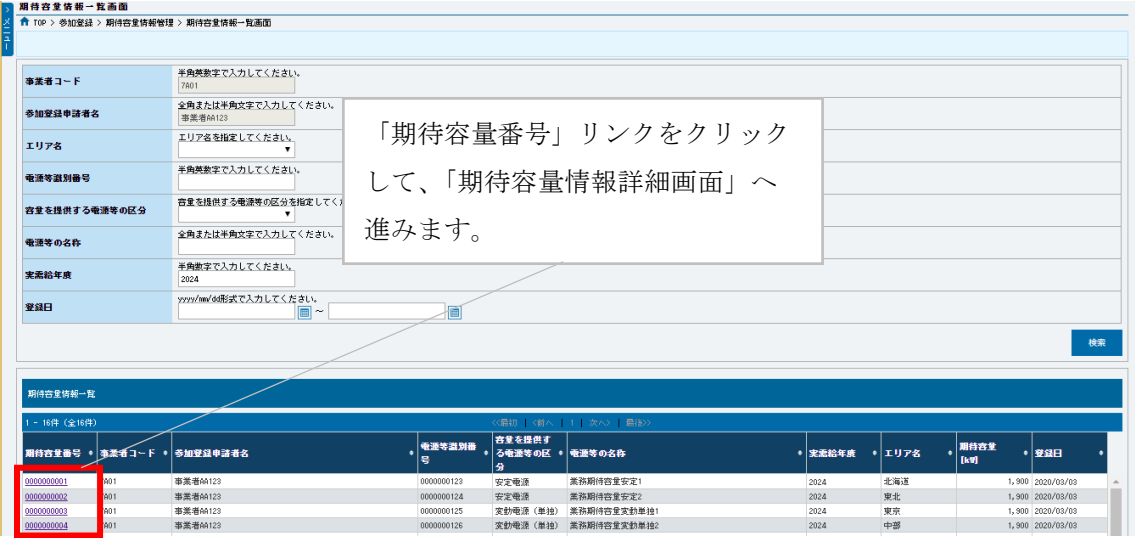 期待容量情報一覧画面
メニュー
TOP > 参加登録 > 期待容量情報管理 > 期待容量情報一覧画面
事業者コード
半角英数字で入力してください。
7A01
参加登録申請者名
全角または半角文字で入力してください。
事業者AA123
エリア名
エリア名を指定してください。
電源等識別番号
半角英数字で入力してください。
容量を提供する電源等の区分
容量を提供する電源等の区分を指定してく
電源等の名称
全角または半角文字で入力してください。
実需給年度
半角数字で入力してください。
2024
登録日
yyyy/mm/dd形式で入力してください。
~
「期待容量番号」リンクをクリック
して、「期待容量情報詳細画面」へ
進みます。
検索
期待容量情報一覧
1 - 16件 (全16件) <<最初 | <前へ | 1 | 次へ> | 最後>>
期待容量番号 事業者コード 参加登録申請者名 電源等識別番号 容量を提供する電源等の区分 電源等の名称 実需給年度 エリア名 期待容量[kW] 登録日
0000000001 7A01 事業者AA123 0000000123 安定電源 業務期待容量安定1 2024 北海道 1,900 2020/03/03
0000000002 7A01 事業者AA123 0000000124 安定電源 業務期待容量安定2 2024 東北 1,900 2020/03/03
0000000003 7A01 事業者AA123 0000000125 変動電源（単独） 業務期待容量変動単独1 2024 東京 1,900 2020/03/03
0000000004 7A01 事業者AA123 0000000126 変動電源（単独） 業務期待容量変動単独2 2024 中部 1,900 2020/03/03